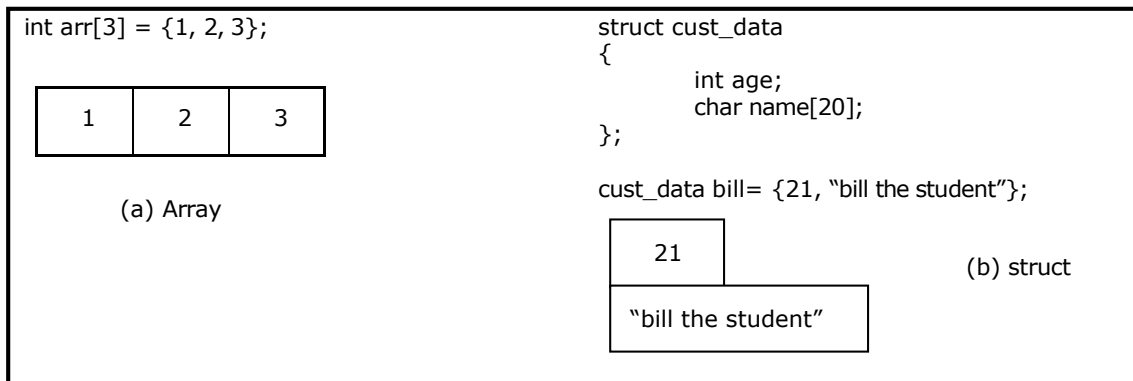 int arr[3] = {1, 2, 3};
1 2 3
(a) Array
struct cust_data
{
int age;
char name[20];
};
cust_data bill= {21, “bill the student”};
21
(b) struct
“bill the student”